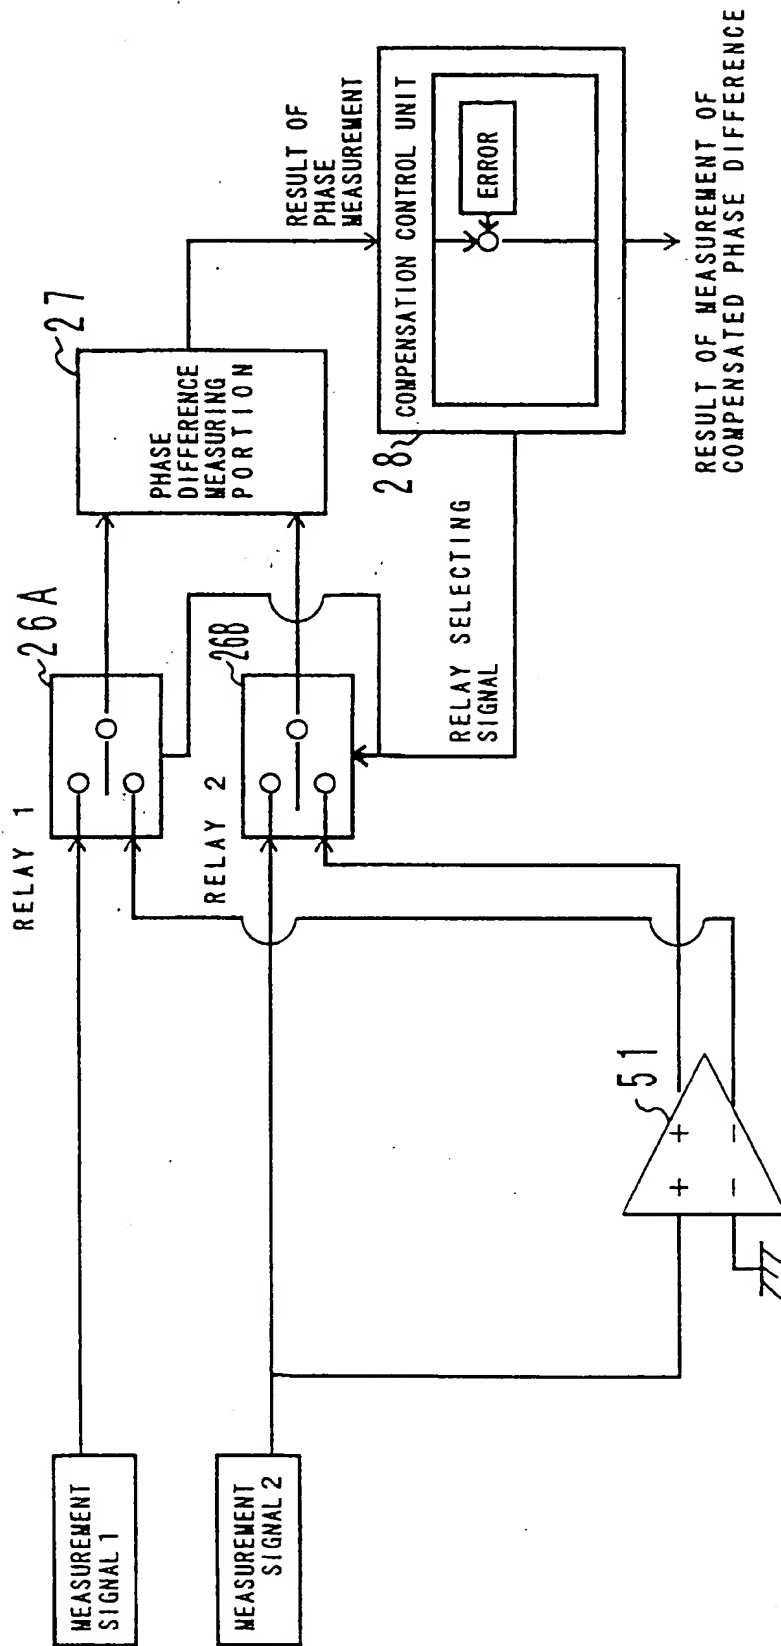 MEASUREMENT
SIGNAL 1
MEASUREMENT
SIGNAL 2
RELAY 1
26A
RELAY 2
26B
PHASE
DIFFERENCE
MEASURING
PORTION
27
RESULT OF
PHASE
MEASUREMENT
RELAY SELECTING
SIGNAL
28
COMPENSATION CONTROL UNIT
ERROR
RESULT OF MEASUREMENT OF
COMPENSATED PHASE DIFFERENCE
51
+ +
− −